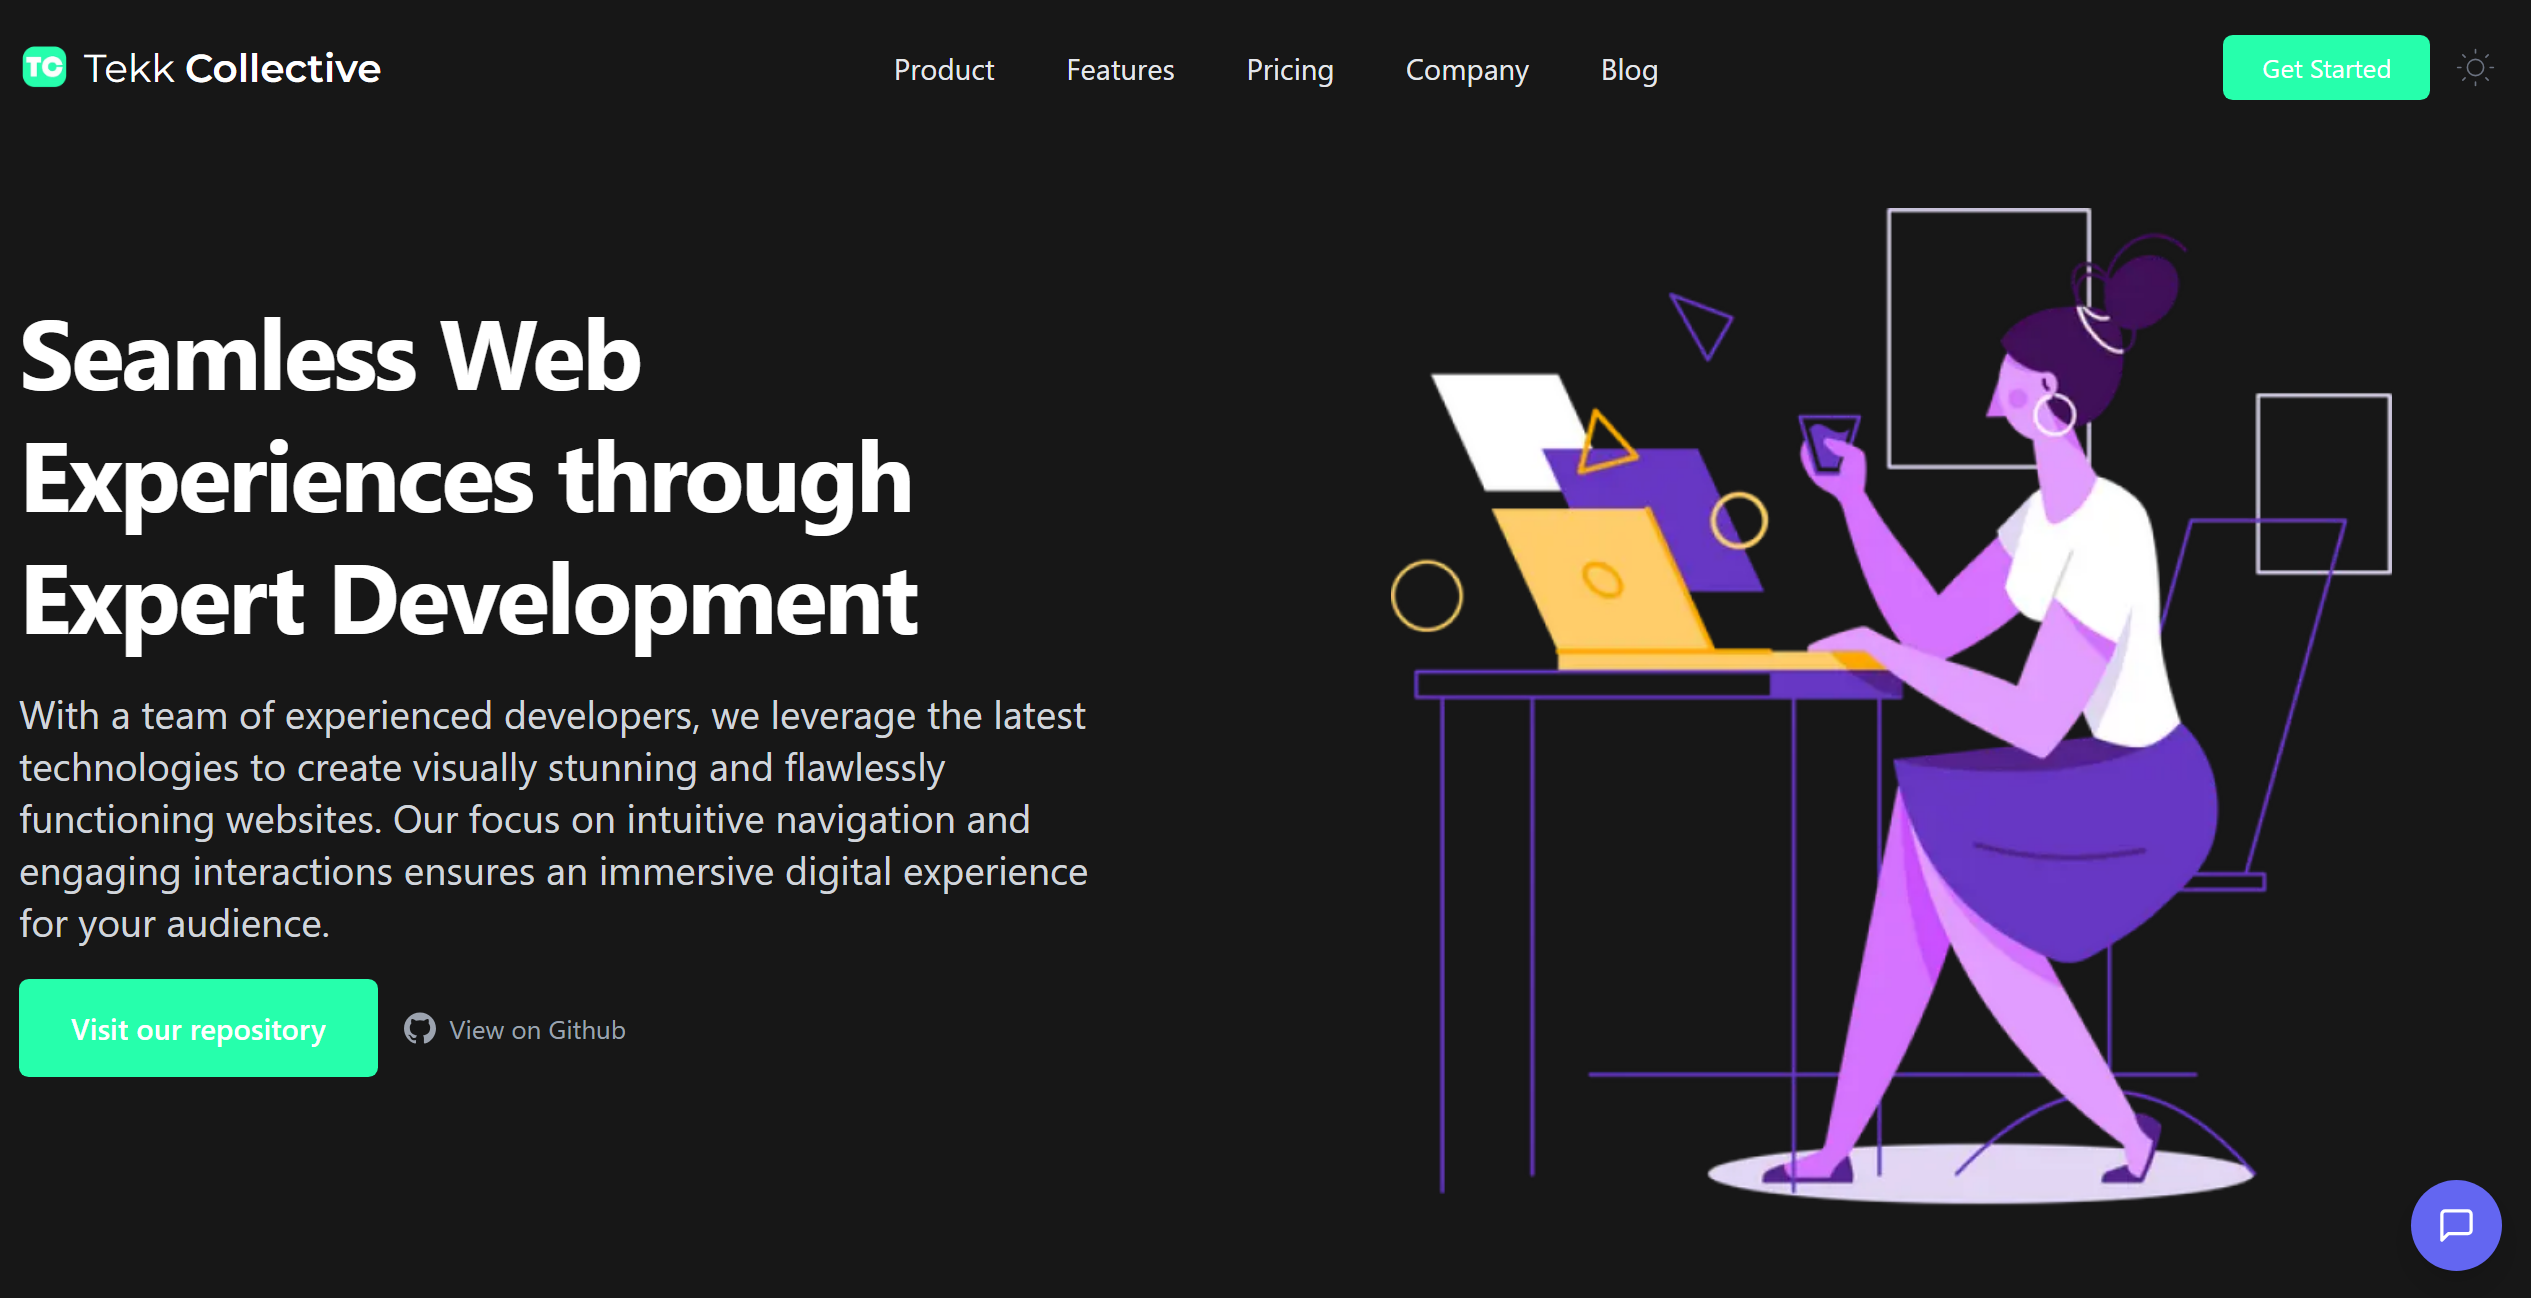 TC Tekk Collective
Product Features Pricing Company Blog
Get Started
Seamless Web
Experiences through
Expert Development
With a team of experienced developers, we leverage the latest
technologies to create visually stunning and flawlessly
functioning websites. Our focus on intuitive navigation and
engaging interactions ensures an immersive digital experience
for your audience.
Visit our repository
View on Github